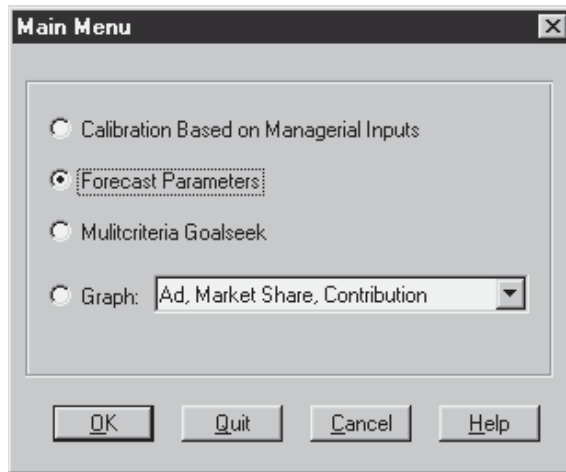 Main Menu
Calibration Based on Managerial Inputs
Forecast Parameters
Mulitcriteria Goalseek
Graph: Ad, Market Share, Contribution
OK Quit Cancel Help